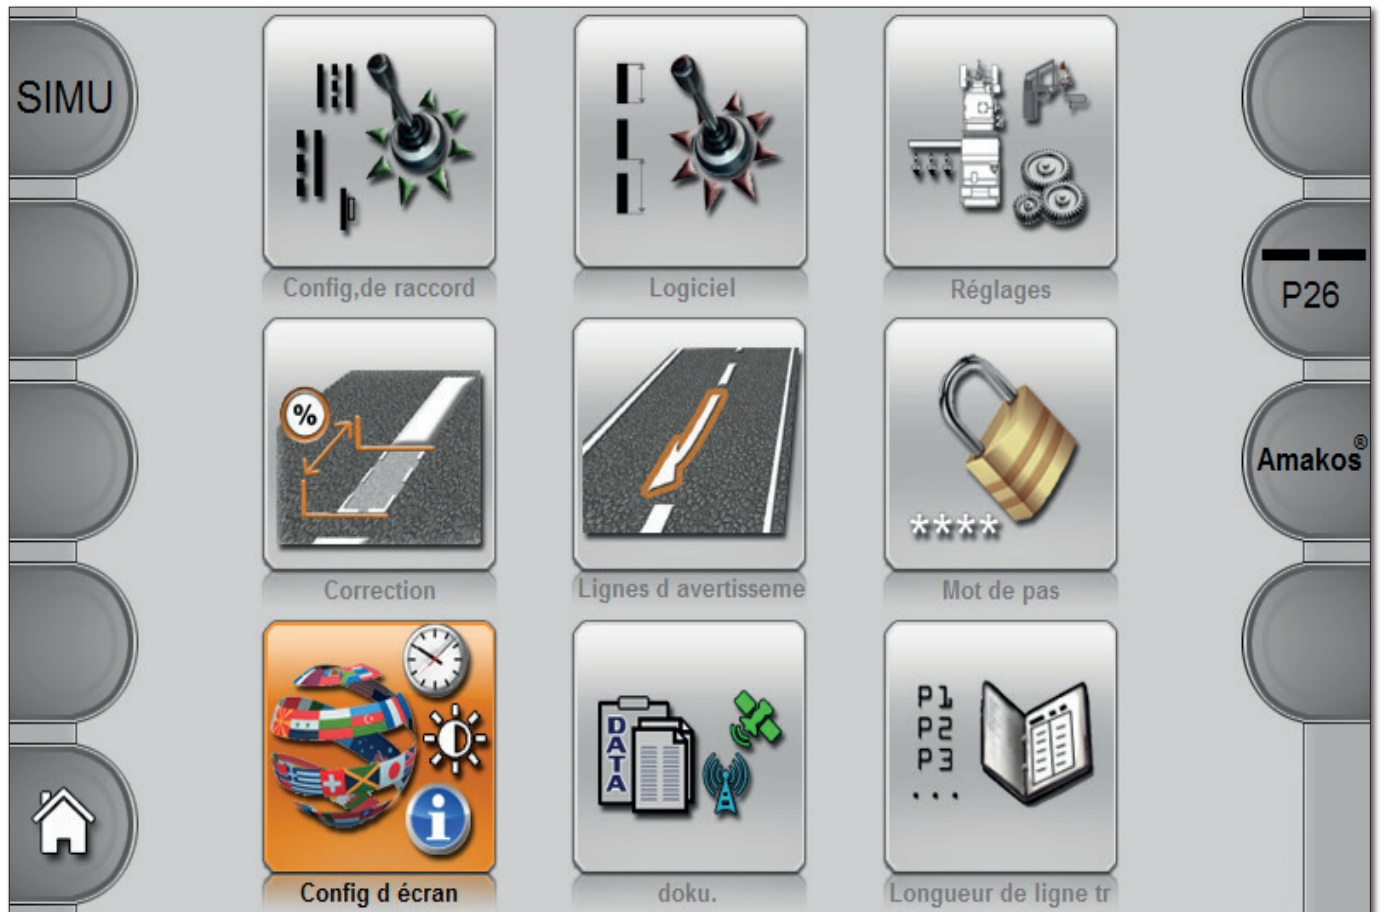 SIMU
P26
Amakos®
Config,de raccord
Logiciel
Réglages
%
Correction
Lignes d avertisseme
****
Mot de pas
i
Config d écran
DATA
doku.
P1
P2
P3
...
Longueur de ligne tr